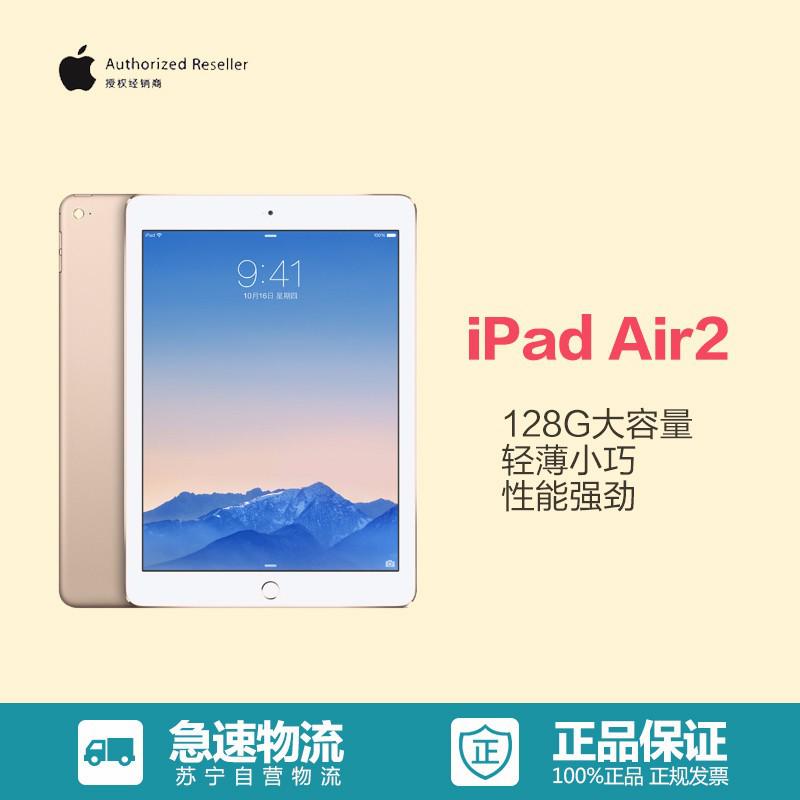 Authorized Reseller
授权经销商
iPad
100%
9:41
10月16日 星期四
iPad Air2
128G大容量
轻薄小巧
性能强劲
急速物流
苏宁自营物流
正
正品保证
100%正品 正规发票